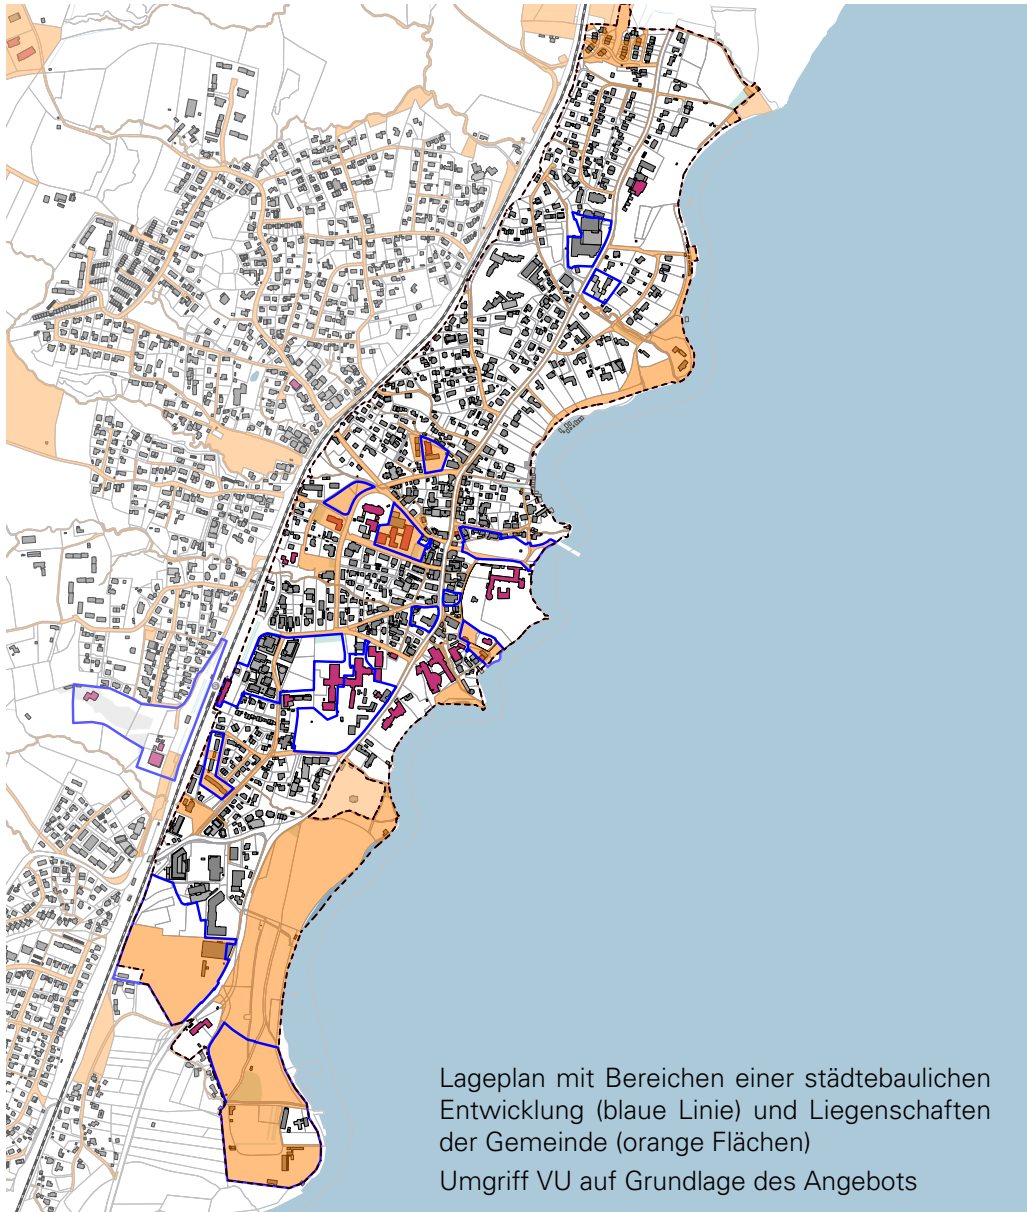 Lageplan mit Bereichen einer städtebaulichen
Entwicklung (blaue Linie) und Liegenschaften
der Gemeinde (orange Flächen)
Umgriff VU auf Grundlage des Angebots